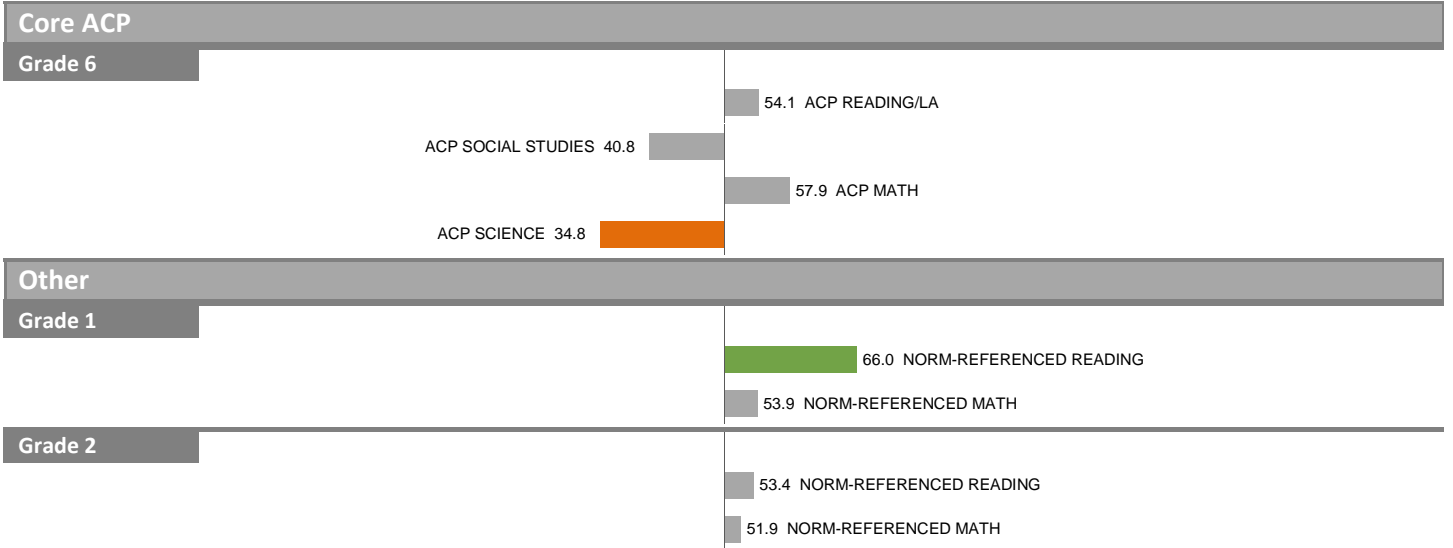 Core ACP
Grade 6
54.1 ACP READING/LA
ACP SOCIAL STUDIES 40.8
57.9 ACP MATH
ACP SCIENCE 34.8
Other
Grade 1
66.0 NORM-REFERENCED READING
53.9 NORM-REFERENCED MATH
Grade 2
53.4 NORM-REFERENCED READING
51.9 NORM-REFERENCED MATH